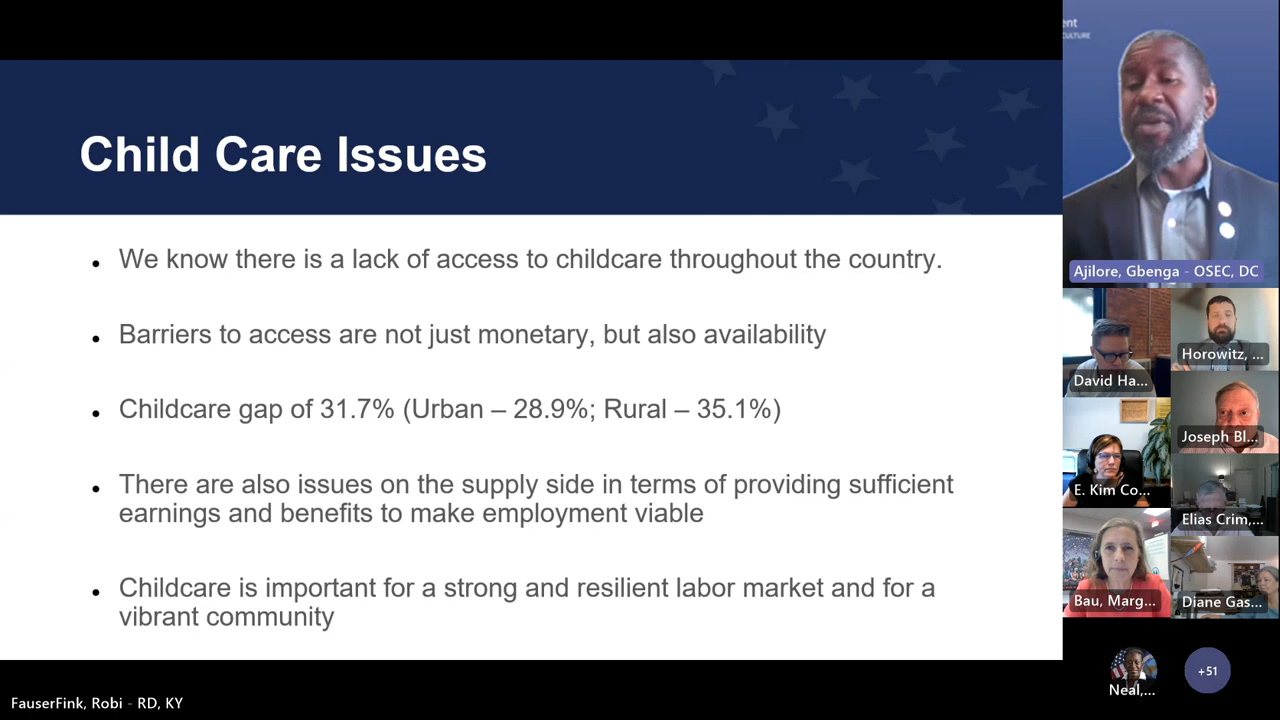 Child Care Issues
• We know there is a lack of access to childcare throughout the country.
• Barriers to access are not just monetary, but also availability
• Childcare gap of 31.7% (Urban – 28.9%; Rural – 35.1%)
• There are also issues on the supply side in terms of providing sufficient
earnings and benefits to make employment viable
• Childcare is important for a strong and resilient labor market and for a
vibrant community
FauserFink, Robi - RD, KY
ent
CULTURE
Ajilore, Gbenga - OSEC, DC
David Ha...
Horowitz, ...
Joseph Bl...
E. Kim Co...
Elias Crim,...
Bau, Marg...
Diane Gas...
Neal,...
+51